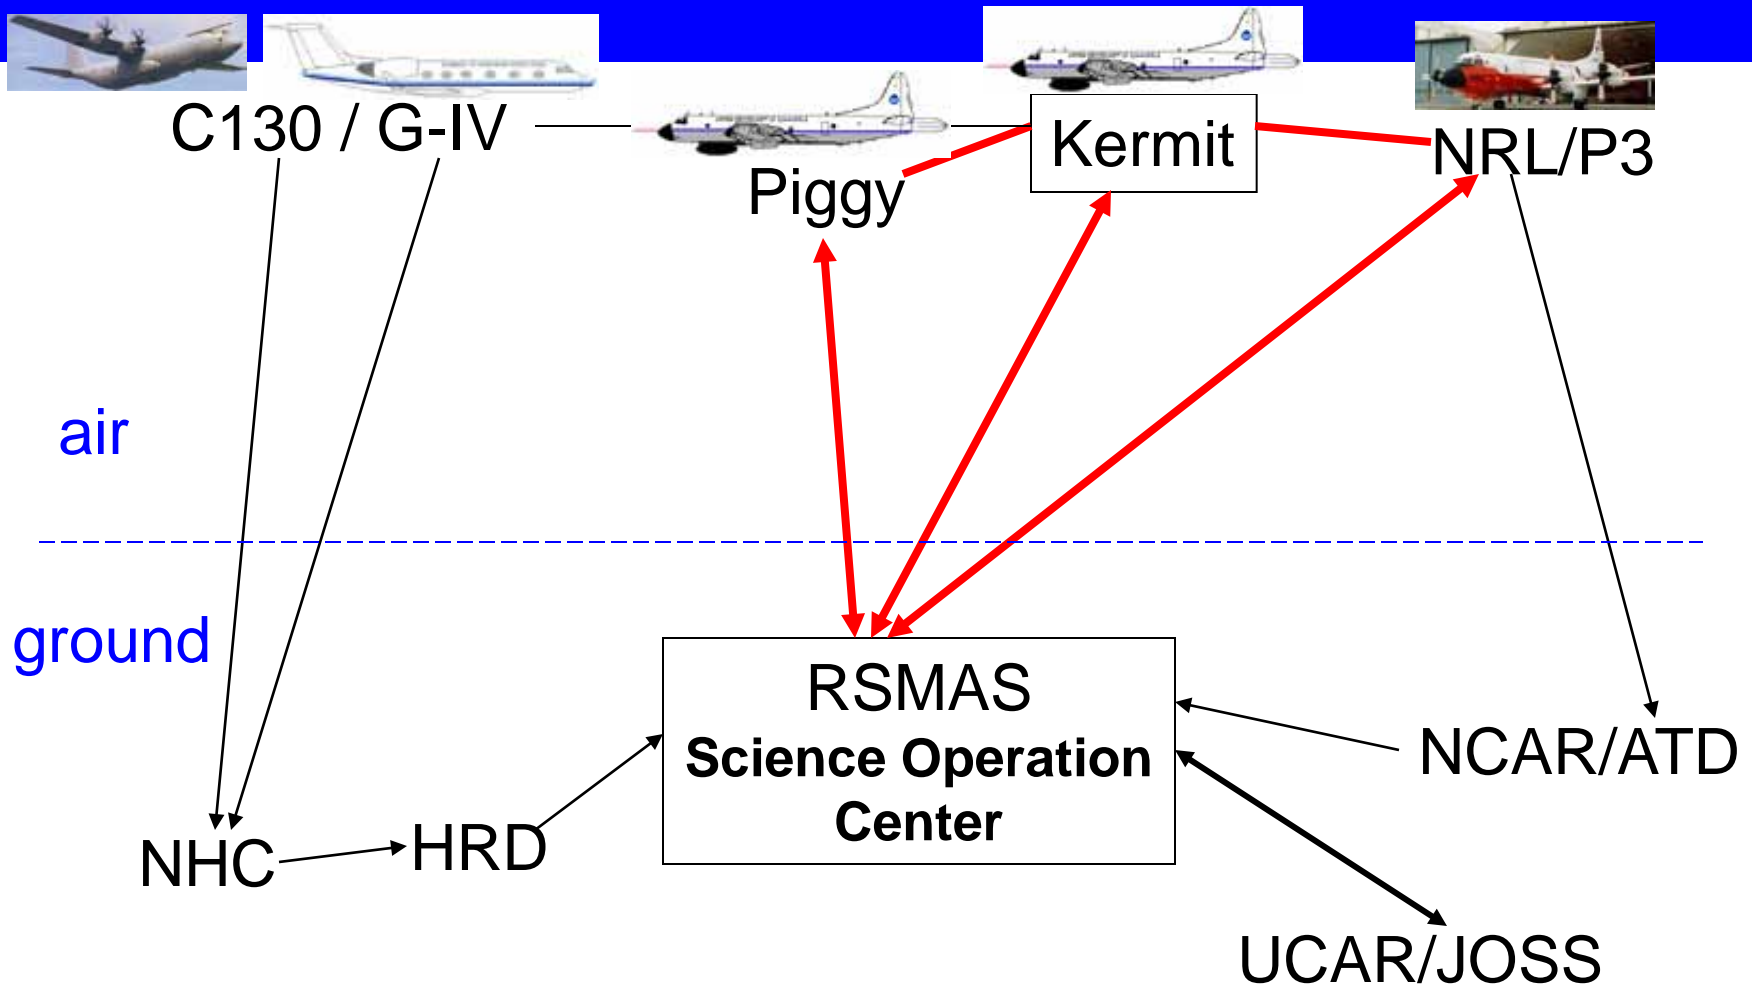 C130 / G-IV
Piggy
Kermit
NRL/P3
air
ground
RSMAS
Science Operation
Center
NCAR/ATD
NHC
HRD
UCAR/JOSS